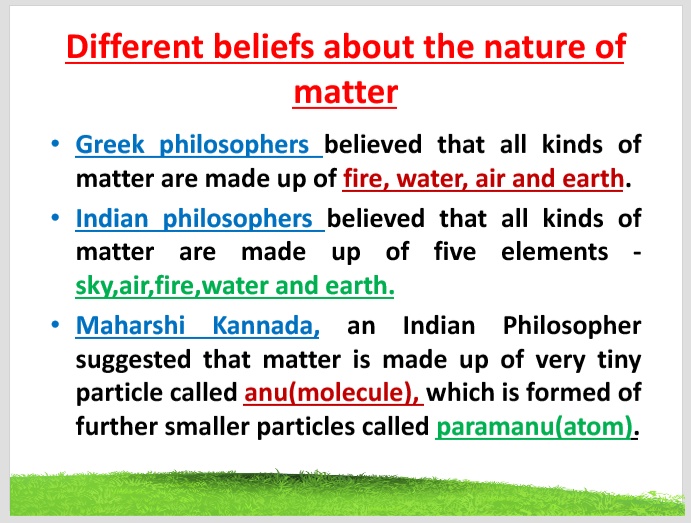 Different beliefs about the nature of
matter
• Greek philosophers believed that all kinds of
matter are made up of fire, water, air and earth.
• Indian philosophers believed that all kinds of
matter are made up of five elements -
sky,air,fire,water and earth.
• Maharshi Kannada, an Indian Philosopher
suggested that matter is made up of very tiny
particle called anu(molecule), which is formed of
further smaller particles called paramanu(atom).